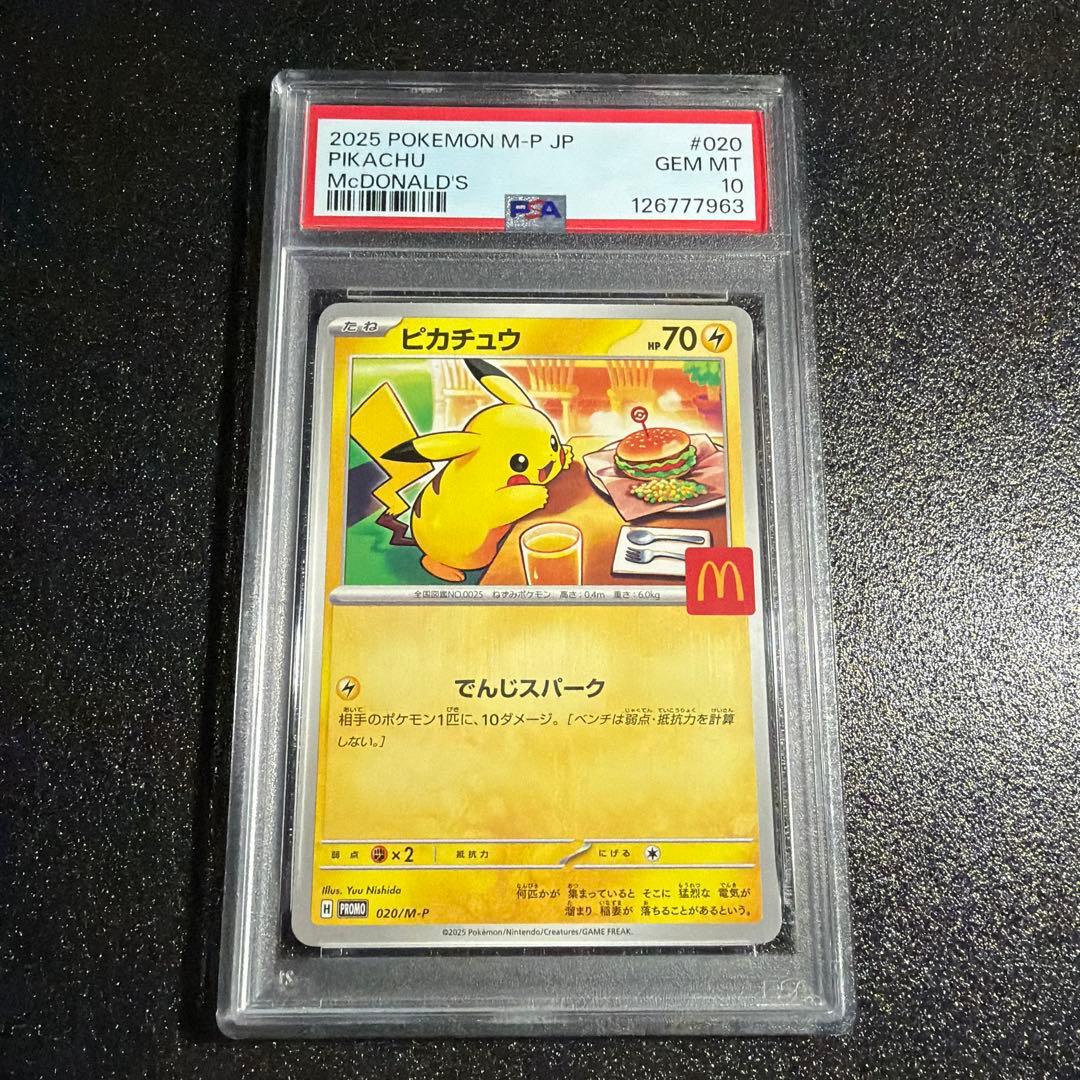 2025 POKEMON M-P JP #020
PIKACHU GEM MT
McDONALD'S 10
126777963
PSA
たね ピカチュウ HP70
全国図鑑NO.0025 ねずみポケモン 高さ:0.4m 重さ:6.0kg
M
でんじスパーク
相手のポケモン1匹に、10ダメージ。[ベンチは弱点・抵抗力を計算
しない。]
弱点 ×2 抵抗力 にげる
Illus. Yuu Nishida
何匹かが 集まっていると そこに 猛烈な 電気が
溜まり 稲妻が 落ちることがあるという。
H PROMO 020/M-P
©2025 Pokémon/Nintendo/Creatures/GAME FREAK.